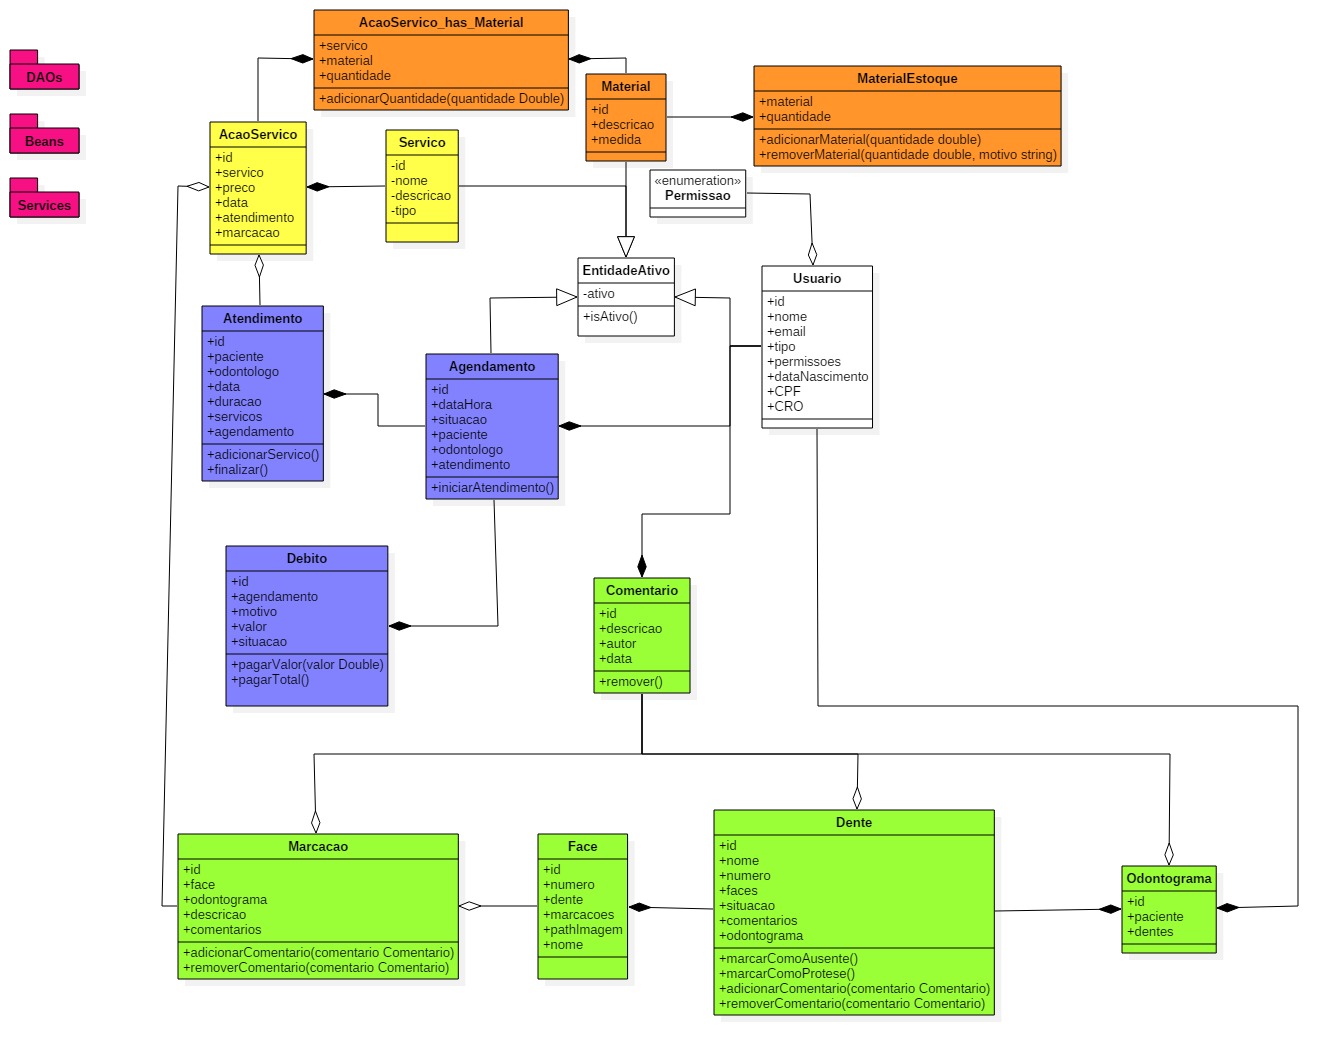 DAOs
Beans
Services
AcaoServico_has_Material
+servico
+material
+quantidade
+adicionarQuantidade(quantidade Double)
Material
+id
+descricao
+medida
MaterialEstoque
+material
+quantidade
+adicionarMaterial(quantidade double)
+removerMaterial(quantidade double, motivo string)
AcaoServico
+id
+servico
+preco
+data
+atendimento
+marcacao
Servico
-id
-nome
-descricao
-tipo
«enumeration»
Permissao
EntidadeAtivo
-ativo
+isAtivo()
Usuario
+id
+nome
+email
+tipo
+permissoes
+dataNascimento
+CPF
+CRO
Atendimento
+id
+paciente
+odontologo
+data
+duracao
+servicos
+agendamento
+adicionarServico()
+finalizar()
Agendamento
+id
+dataHora
+situacao
+paciente
+odontologo
+atendimento
+iniciarAtendimento()
Debito
+id
+agendamento
+motivo
+valor
+situacao
+pagarValor(valor Double)
+pagarTotal()
Comentario
+id
+descricao
+autor
+data
+remover()
Marcacao
+id
+face
+odontograma
+descricao
+comentarios
+adicionarComentario(comentario Comentario)
+removerComentario(comentario Comentario)
Face
+id
+numero
+dente
+marcacoes
+pathImagem
+nome
Dente
+id
+nome
+numero
+faces
+situacao
+comentarios
+odontograma
+marcarComoAusente()
+marcarComoProtese()
+adicionarComentario(comentario Comentario)
+removerComentario(comentario Comentario)
Odontograma
+id
+paciente
+dentes